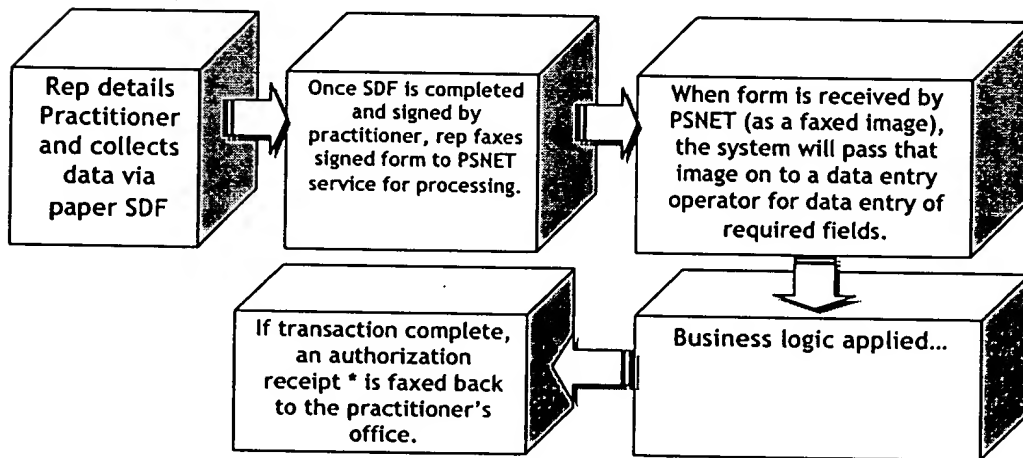 Rep details
Practitioner
and collects
data via
paper SDF
Once SDF is completed
and signed by
practitioner, rep faxes
signed form to PSNET
service for processing.
When form is received by
PSNET (as a faxed image),
the system will pass that
image on to a data entry
operator for data entry of
required fields.
Business logic applied...
If transaction complete,
an authorization
receipt * is faxed back
to the practitioner's
office.